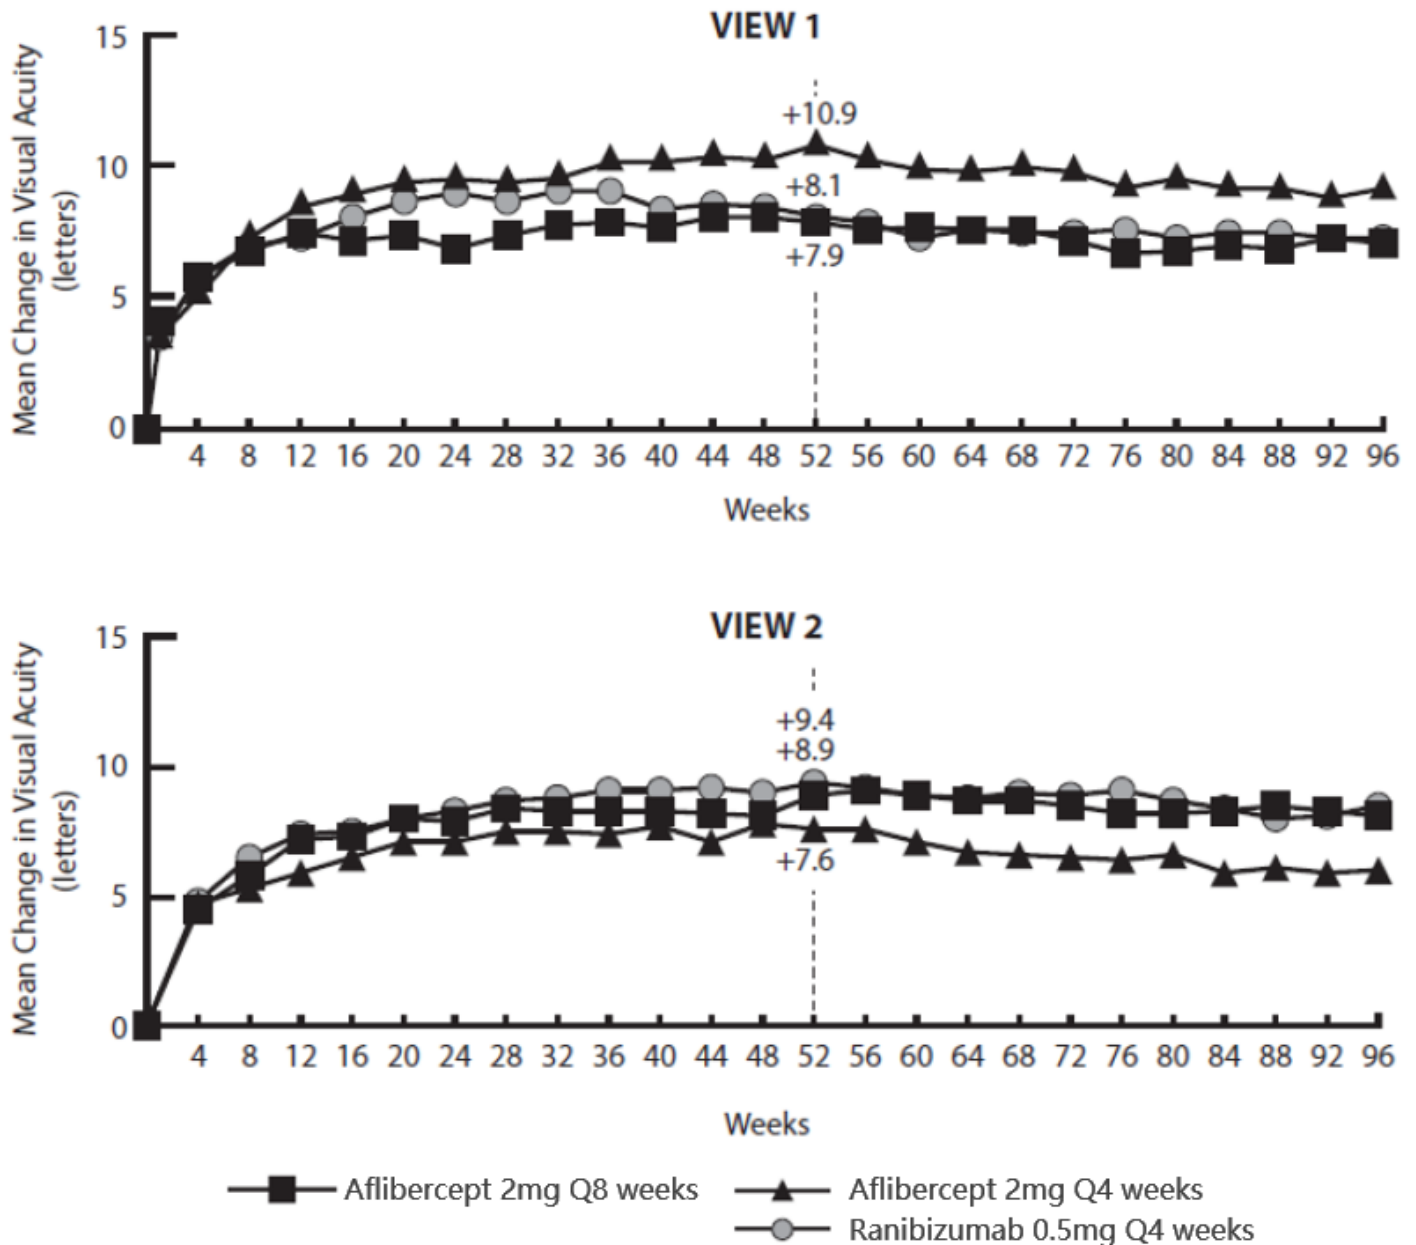 VIEW 1
Mean Change in Visual Acuity
(letters)
15
10
5
0
+10.9
+8.1
+7.9
4 8 12 16 20 24 28 32 36 40 44 48 52 56 60 64 68 72 76 80 84 88 92 96
Weeks
VIEW 2
Mean Change in Visual Acuity
(letters)
15
10
5
0
+9.4
+8.9
+7.6
4 8 12 16 20 24 28 32 36 40 44 48 52 56 60 64 68 72 76 80 84 88 92 96
Weeks
Aflibercept 2mg Q8 weeks
Aflibercept 2mg Q4 weeks
Ranibizumab 0.5mg Q4 weeks